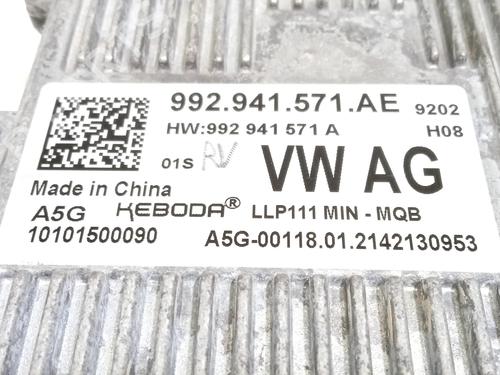 992.941.571.AE 9202
HW:992 941 571 A H08
01S RV VW AG
Made in China
A5G KEBODA® LLP111 MIN - MQB
10101500090 A5G-00118.01.2142130953